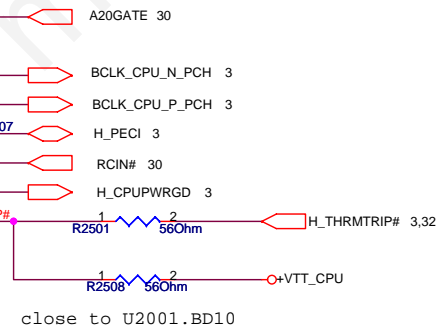 A20GATE 30
BCLK_CPU_N_PCH 3
BCLK_CPU_P_PCH 3
07
H_PECI 3
RCIN# 30
H_CPUPWRGD 3
P#
1 2
R2501 56Ohm
H_THRMTRIP# 3,32
1 2
R2508 56Ohm
+VTT_CPU
close to U2001.BD10